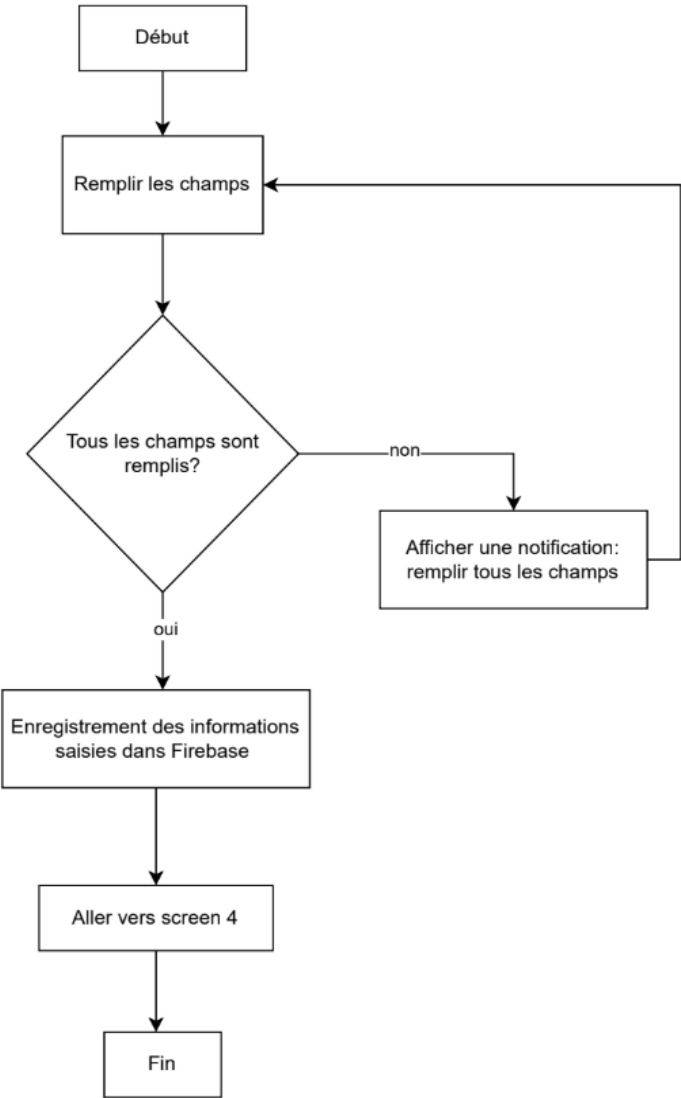 Début
Remplir les champs
Tous les champs sont
remplis?
non
Afficher une notification:
remplir tous les champs
oui
Enregistrement des informations
saisies dans Firebase
Aller vers screen 4
Fin